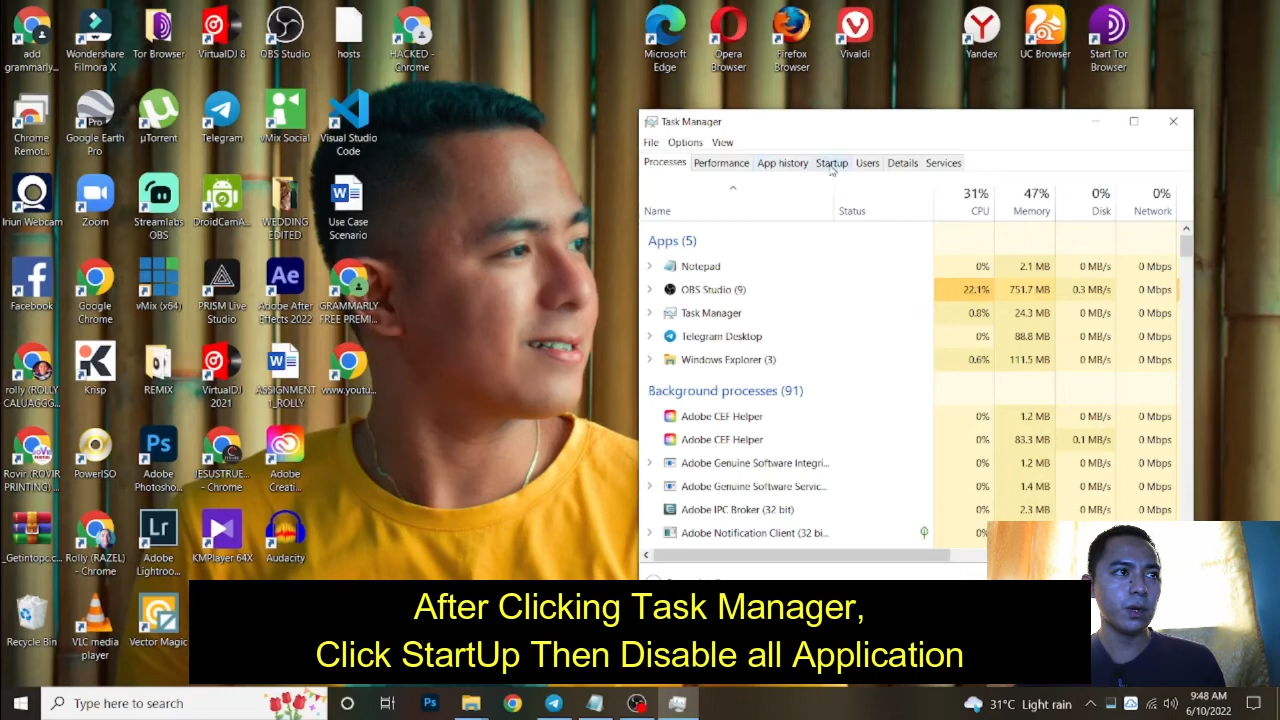 add
grammarly...
Wondershare
Filmora X
Tor Browser
VirtualDJ 8
OBS Studio
hosts
HACKED -
Chrome
Microsoft
Edge
Opera
Browser
Firefox
Browser
Vivaldi
Yandex
UC Browser
Start Tor
Browser
Chrome
Remot...
Google Earth
Pro
µTorrent
Telegram
vMix Social
Visual Studio
Code
Iriun Webcam
Zoom
Streamlabs
OBS
DroidCamA...
WEDDING
EDITED
Use Case
Scenario
Facebook
Google
Chrome
vMix (x64)
PRISM Live
Studio
Adobe After
Effects 2022
GRAMMARLY
FREE PREMI...
rolly (ROLLY
CALUAGG...
Krisp
REMIX
VirtualDJ
2021
ASSIGNMENT
1_ROLLY
www.youtu...
Rovir (ROVIR
PRINTING) ...
PowerISO
Adobe
Photosho...
JESUSTRUE...
- Chrome
Adobe
Creati...
_Getintopc.c...
Rolly (RAZEL)
- Chrome
Adobe
Lightroo...
KMPlayer 64X
Audacity
Recycle Bin
VLC media
player
Vector Magic
Task Manager
File Options View
Processes Performance App history Startup Users Details Services
31% 47% 0% 0%
Name Status CPU Memory Disk Network
Apps (5)
Notepad 0% 2.1 MB 0 MB/s 0 Mbps
OBS Studio (9) 22.1% 751.7 MB 0.3 MB/s 0 Mbps
Task Manager 0.8% 24.3 MB 0 MB/s 0 Mbps
Telegram Desktop 0% 88.8 MB 0 MB/s 0 Mbps
Windows Explorer (3) 0.6% 111.5 MB 0 MB/s 0 Mbps
Background processes (91)
Adobe CEF Helper 0% 1.2 MB 0 MB/s 0 Mbps
Adobe CEF Helper 0% 83.3 MB 0.1 MB/s 0 Mbps
Adobe Genuine Software Integri... 0% 1.2 MB 0 MB/s 0 Mbps
Adobe Genuine Software Servic... 0% 1.4 MB 0 MB/s 0 Mbps
Adobe IPC Broker (32 bit) 0% 2.3 MB 0 MB/s 0 Mbps
Adobe Notification Client (32 bi... 0%
After Clicking Task Manager,
Click StartUp Then Disable all Application
Type here to search
31°C Light rain
9:48 AM
6/10/2022